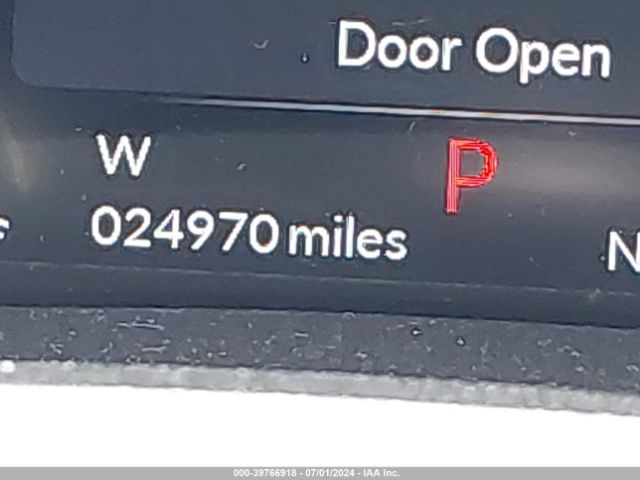 Door Open
W
P
024970 miles
N
000-39766918 - 07/01/2024 - IAA Inc.